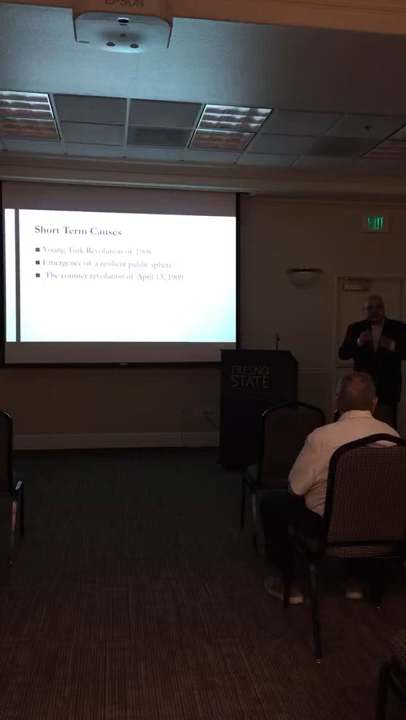 EPSON
Short Term Causes
■ Young Turk Revolution of 1908
■ Emergence of a resilient public sphere
■ The counter revolution of April 13, 1909
FRESNO
STATE